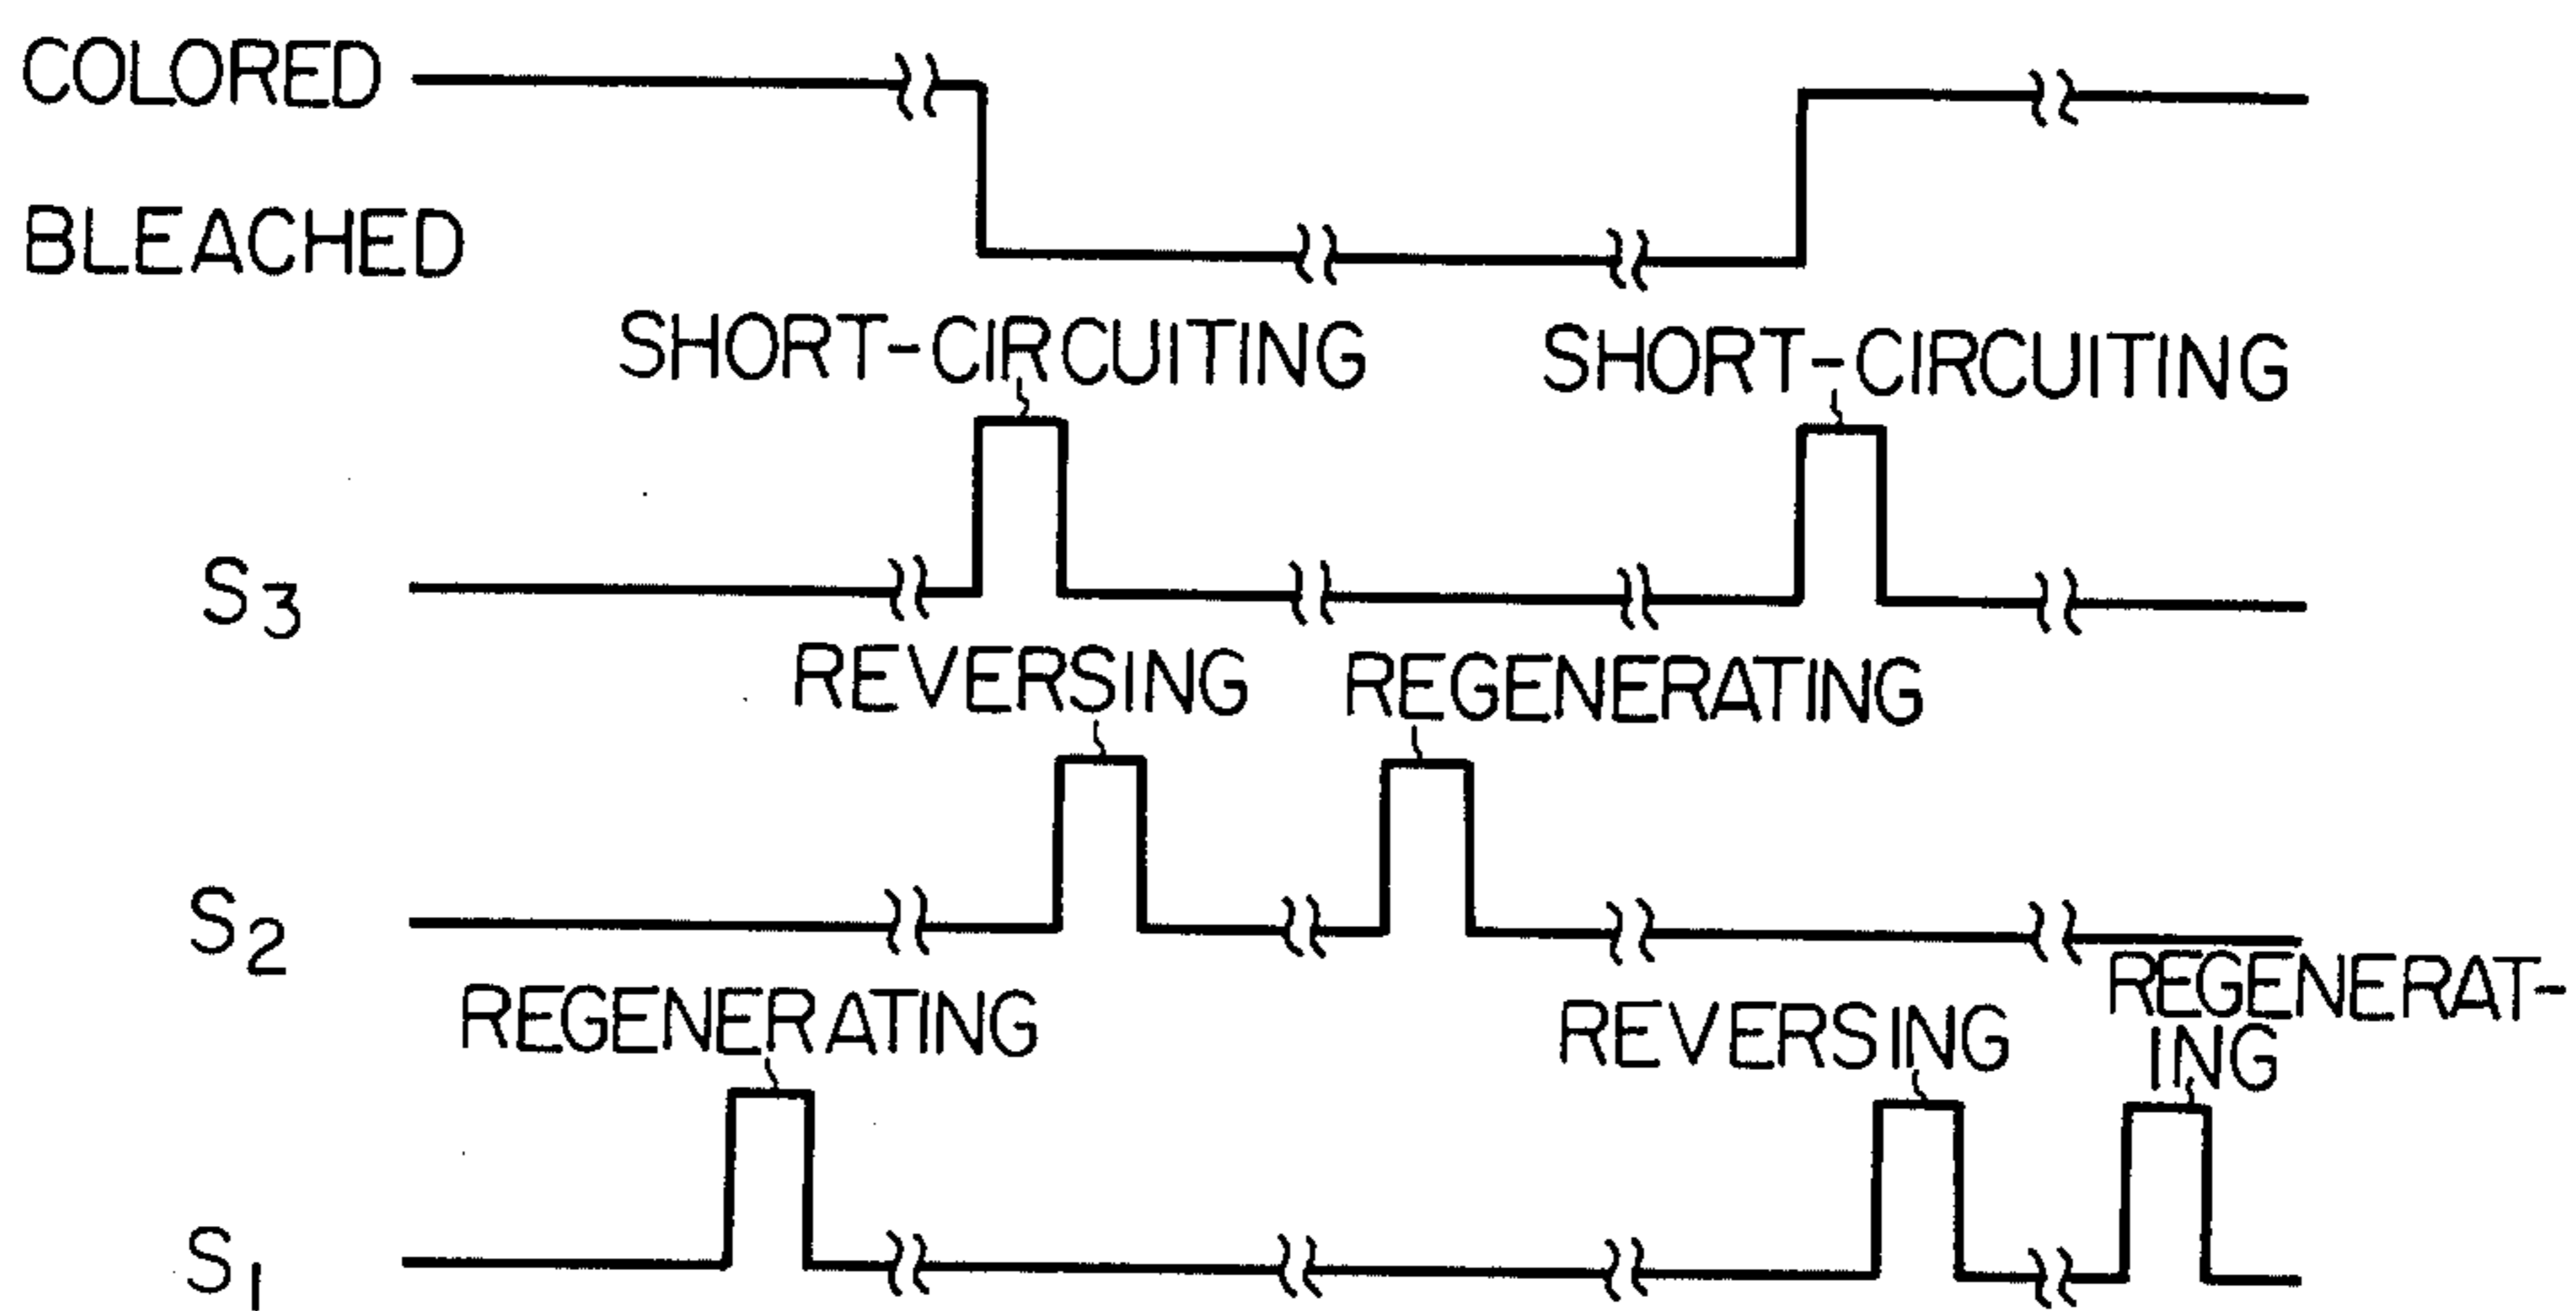 COLORED
BLEACHED
SHORT-CIRCUITING SHORT-CIRCUITING
S3
REVERSING REGENERATING
S2
REGENERATING REVERSING REGENERAT-
ING
S1